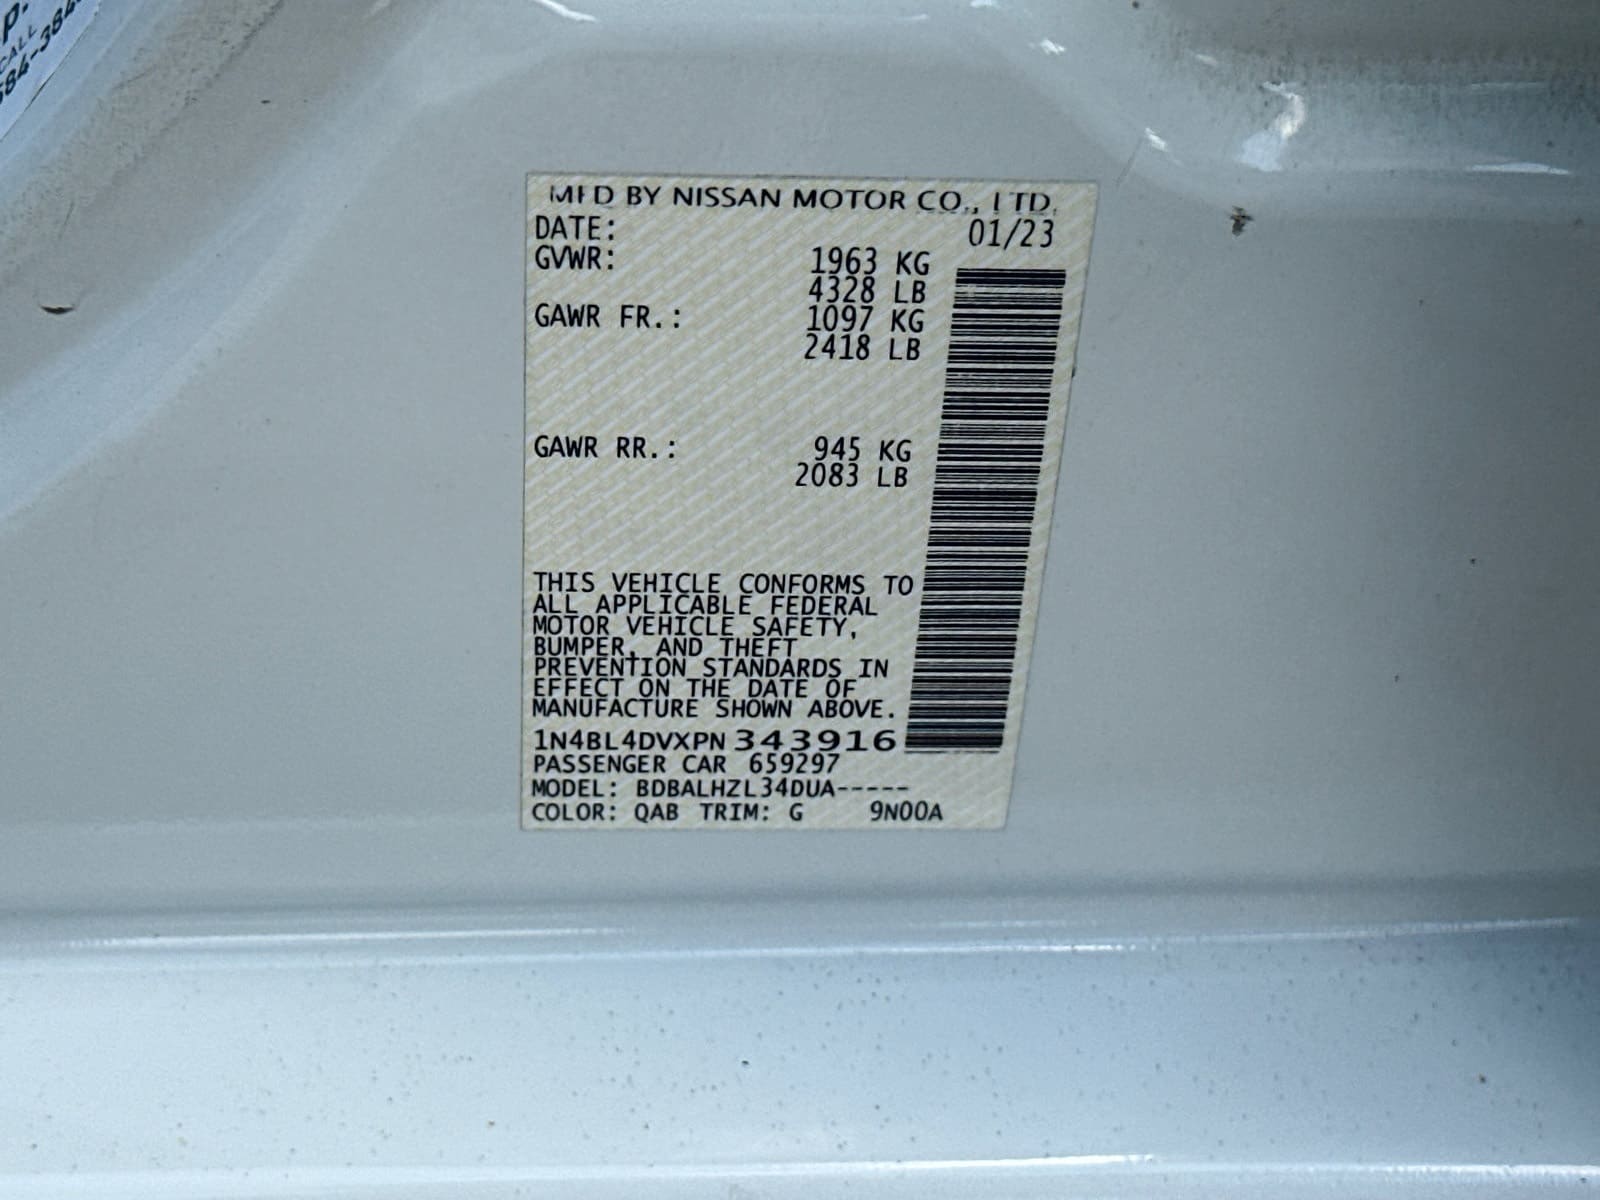 P.
CALL
MFD BY NISSAN MOTOR CO., LTD.
DATE: 01/23
GVWR: 1963 KG
4328 LB
GAWR FR.: 1097 KG
2418 LB
GAWR RR.: 945 KG
2083 LB
THIS VEHICLE CONFORMS TO
ALL APPLICABLE FEDERAL
MOTOR VEHICLE SAFETY,
BUMPER, AND THEFT
PREVENTION STANDARDS IN
EFFECT ON THE DATE OF
MANUFACTURE SHOWN ABOVE.
1N4BL4DVXPN343916
PASSENGER CAR 659297
MODEL: BDBALHZL34DUA-----
COLOR: QAB TRIM: G 9N00A